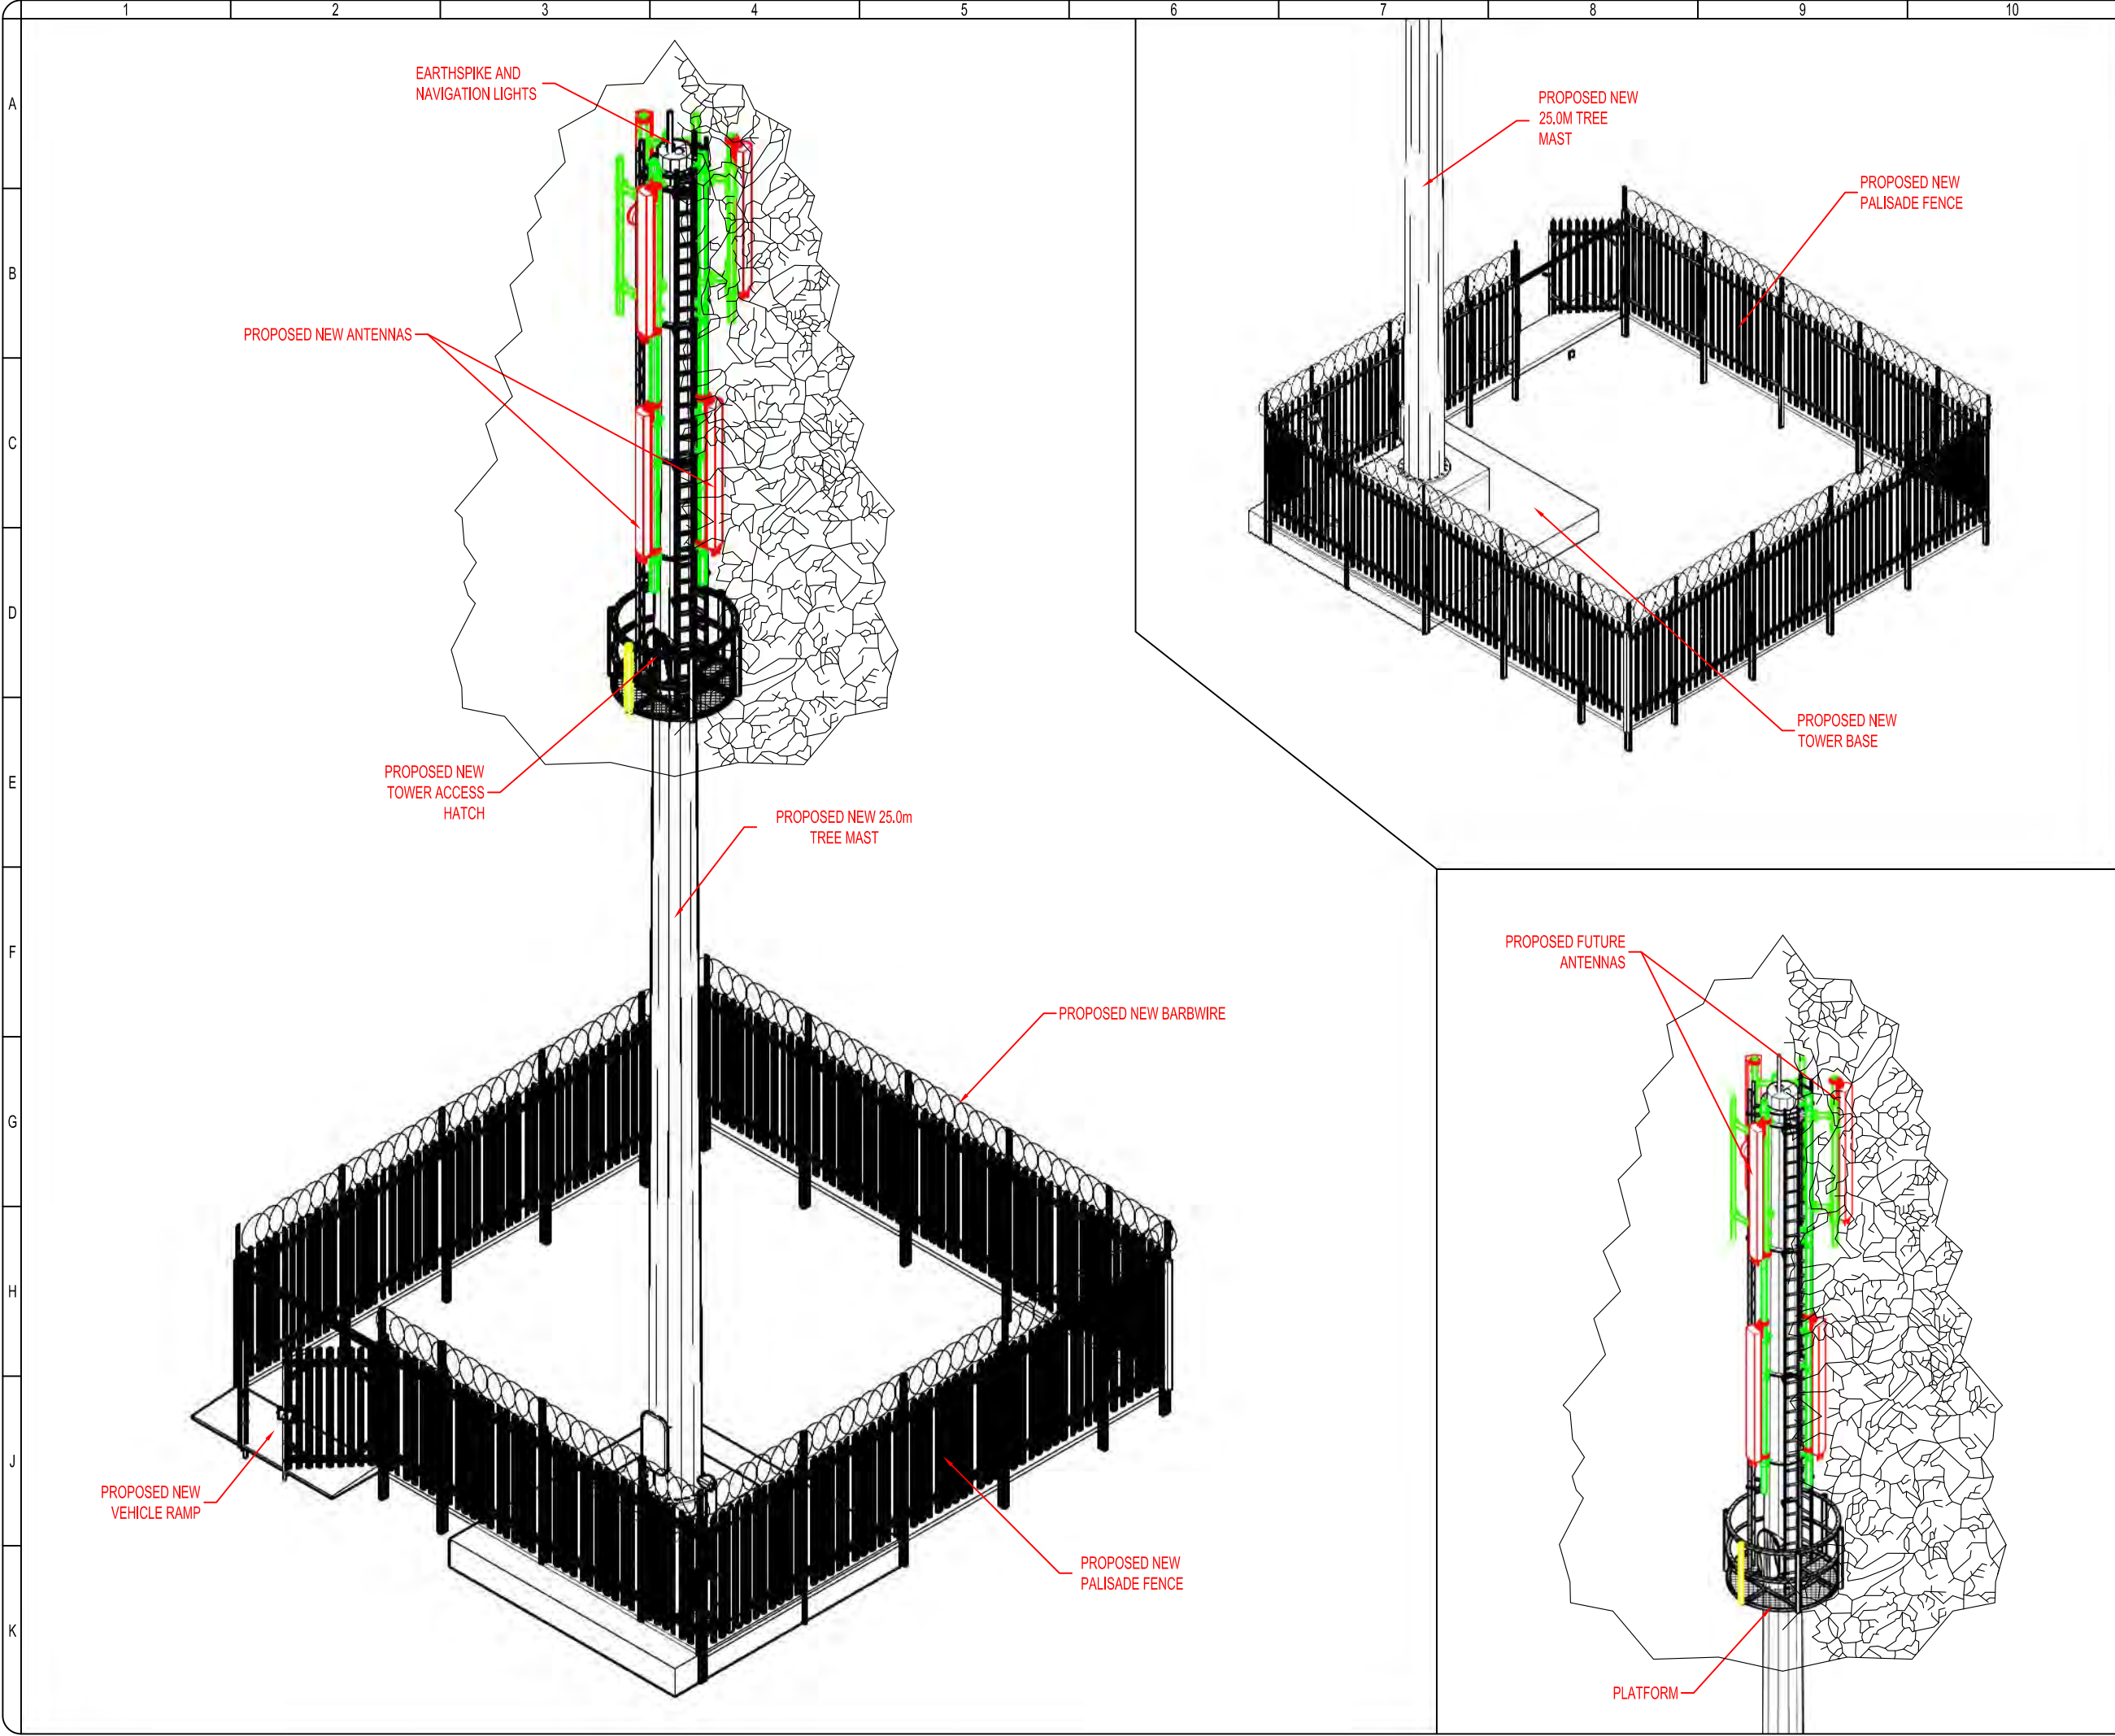 1 2 3 4 5 6 7 8 9 10
A
B
C
D
E
F
G
H
J
K
EARTHSPIKE AND
NAVIGATION LIGHTS
PROPOSED NEW ANTENNAS
PROPOSED NEW
TOWER ACCESS
HATCH
PROPOSED NEW 25.0m
TREE MAST
PROPOSED NEW BARBWIRE
PROPOSED NEW
VEHICLE RAMP
PROPOSED NEW
PALISADE FENCE
PROPOSED NEW
25.0M TREE
MAST
PROPOSED NEW
PALISADE FENCE
PROPOSED NEW
TOWER BASE
PROPOSED FUTURE
ANTENNAS
PLATFORM